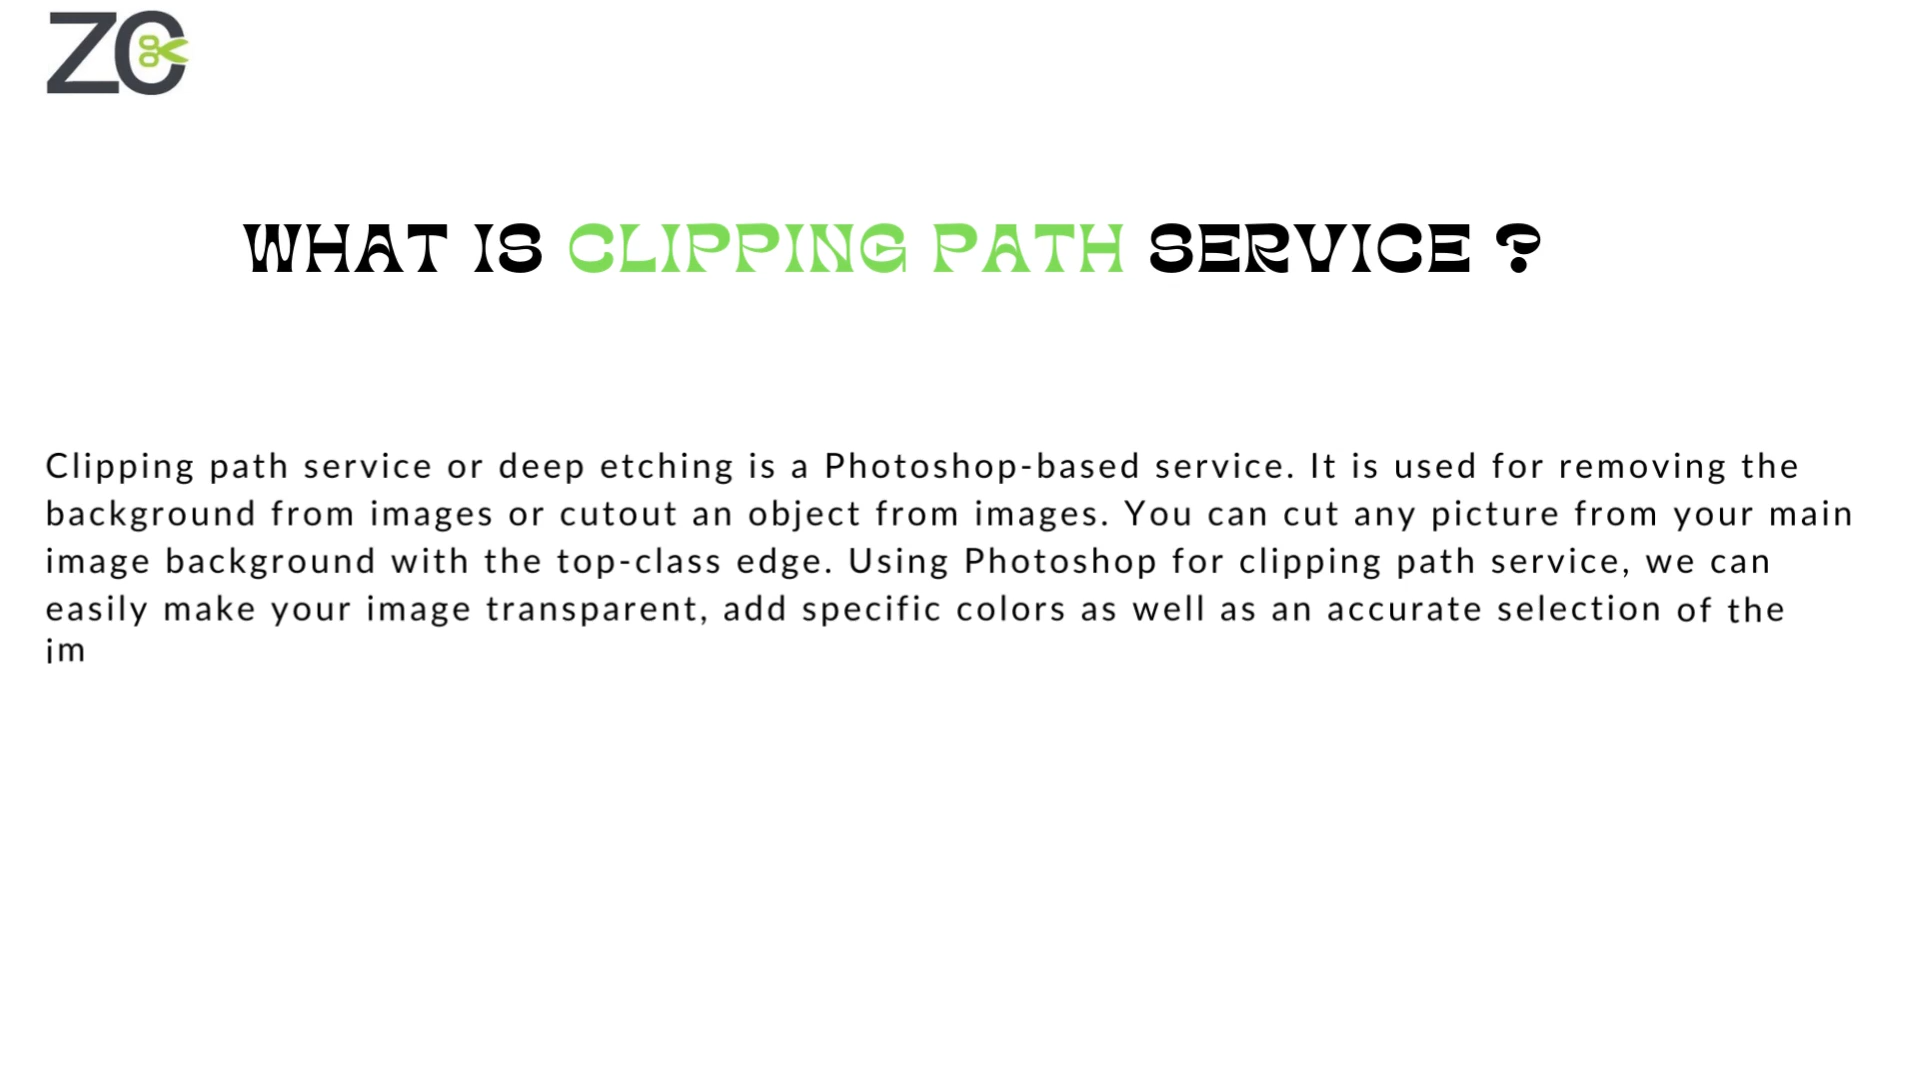 ZC
WHAT IS CLIPPING PATH SERVICE ?
Clipping path service or deep etching is a Photoshop-based service. It is used for removing the
background from images or cutout an object from images. You can cut any picture from your main
image background with the top-class edge. Using Photoshop for clipping path service, we can
easily make your image transparent, add specific colors as well as an accurate selection of the
im